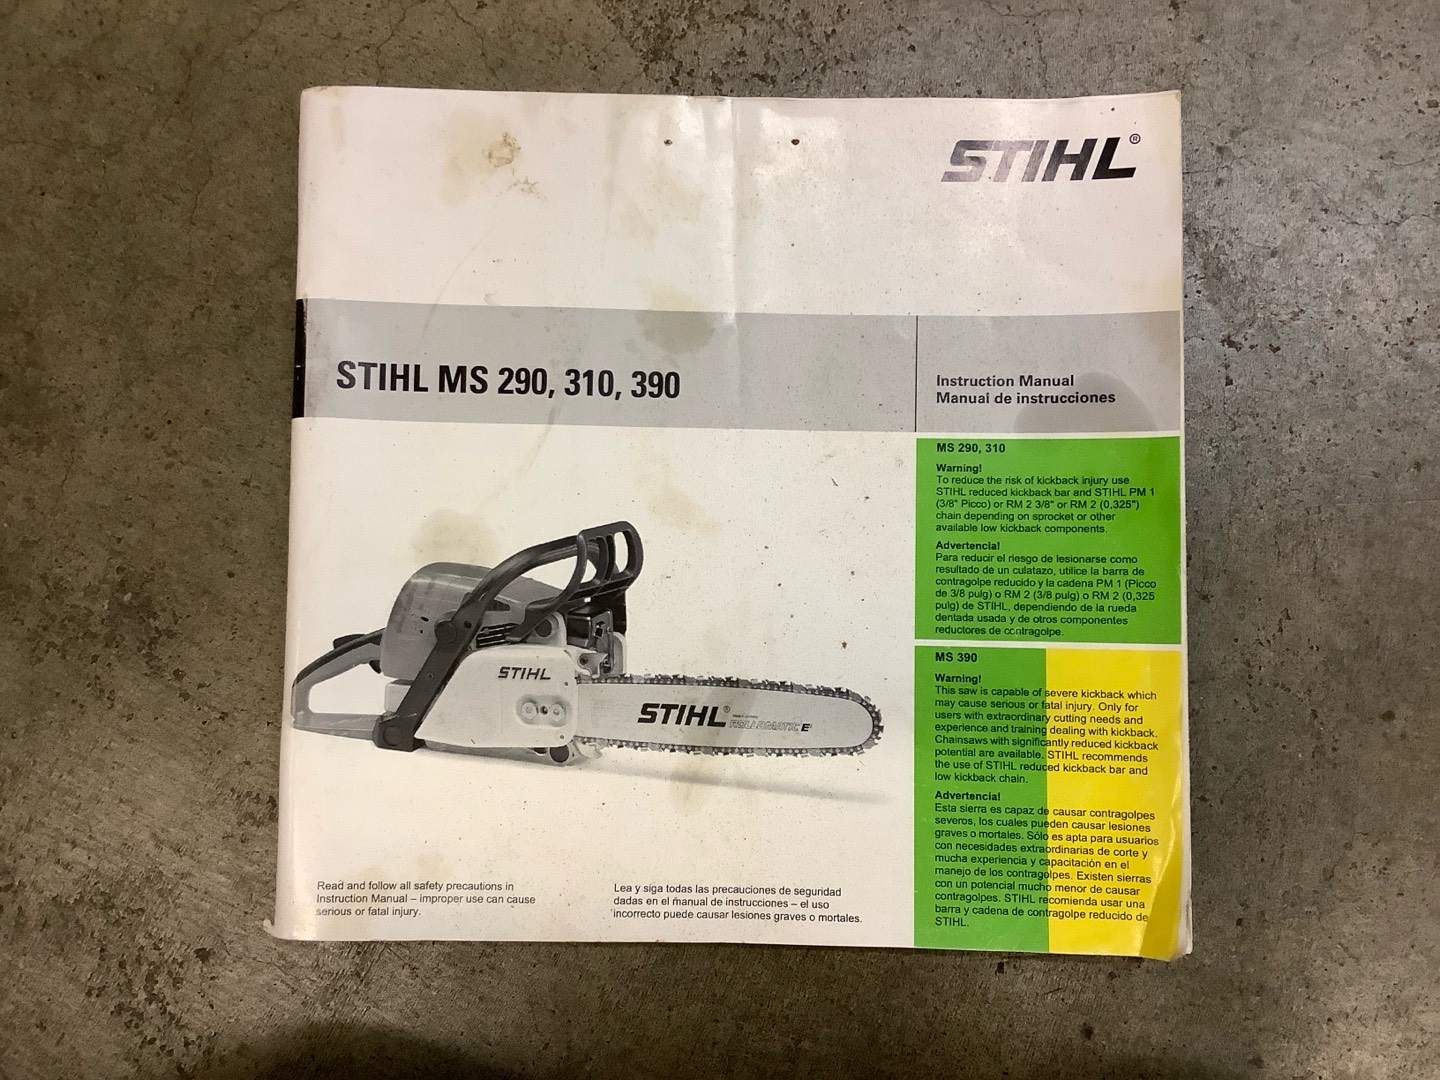 STIHL®
STIHL MS 290, 310, 390
Instruction Manual
Manual de instrucciones
MS 290, 310
Warning!
To reduce the risk of kickback injury use
STIHL reduced kickback bar and STIHL PM 1
(3/8" Picco) or RM 2 3/8" or RM 2 (0,325")
chain depending on sprocket or other
available low kickback components.
Advertencia!
Para reducir el riesgo de lesionarse como
resultado de un culatazo, utilice la barra de
contragolpe reducido y la cadena PM 1 (Picco
de 3/8 pulg) o RM 2 (3/8 pulg) o RM 2 (0,325
pulg) de STIHL, dependiendo de la rueda
dentada usada y de otros componentes
reductores de contragolpe.
MS 390
Warning!
This saw is capable of severe kickback which
may cause serious or fatal injury. Only for
users with extraordinary cutting needs and
experience and training dealing with kickback.
Chainsaws with significantly reduced kickback
potential are available. STIHL recommends
the use of STIHL reduced kickback bar and
low kickback chain.
Advertencia!
Esta sierra es capaz de causar contragolpes
severos, los cuales pueden causar lesiones
graves o mortales. Sólo es apta para usuarios
con necesidades extraordinarias de corte y
mucha experiencia y capacitación en el
manejo de los contragolpes. Existen sierras
con un potencial mucho menor de causar
contragolpes. STIHL recomienda usar una
barra y cadena de contragolpe reducido de
STIHL.
STIHL
STIHL®
ROLLOMATIC E
Read and follow all safety precautions in
Instruction Manual – improper use can cause
serious or fatal injury.
Lea y siga todas las precauciones de seguridad
dadas en el manual de instrucciones – el uso
incorrecto puede causar lesiones graves o mortales.